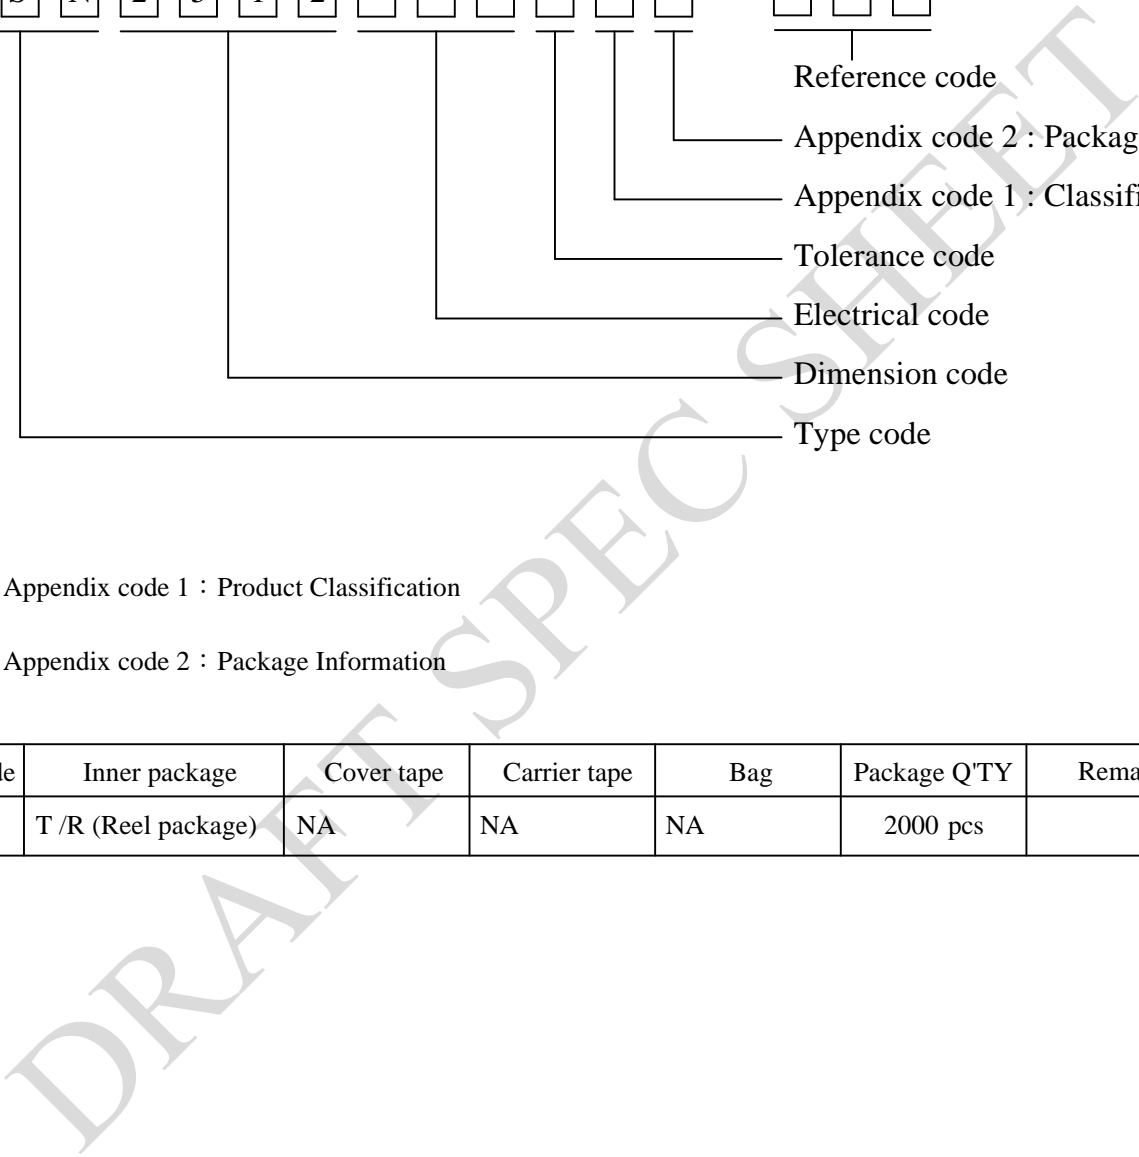 N 2 1 2
Reference code
Appendix code 2 : Packag
Appendix code 1 : Classifi
Tolerance code
Electrical code
Dimension code
Type code
Appendix code 1：Product Classification
Appendix code 2：Package Information
de Inner package Cover tape Carrier tape Bag Package Q'TY Rema
T /R (Reel package) NA NA NA 2000 pcs
DRAFT SPEC SHEET